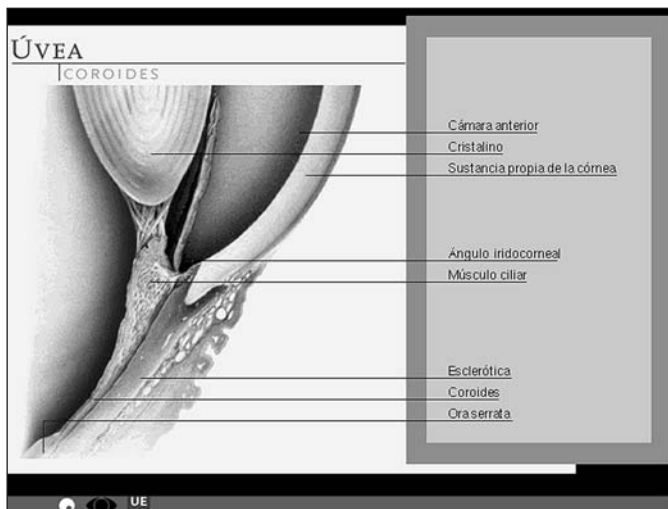 ÚVEA
COROIDES
Cámara anterior
Cristalino
Sustancia propia de la córnea
Ángulo iridocorneal
Músculo ciliar
Esclerótica
Coroides
Ora serrata
UE